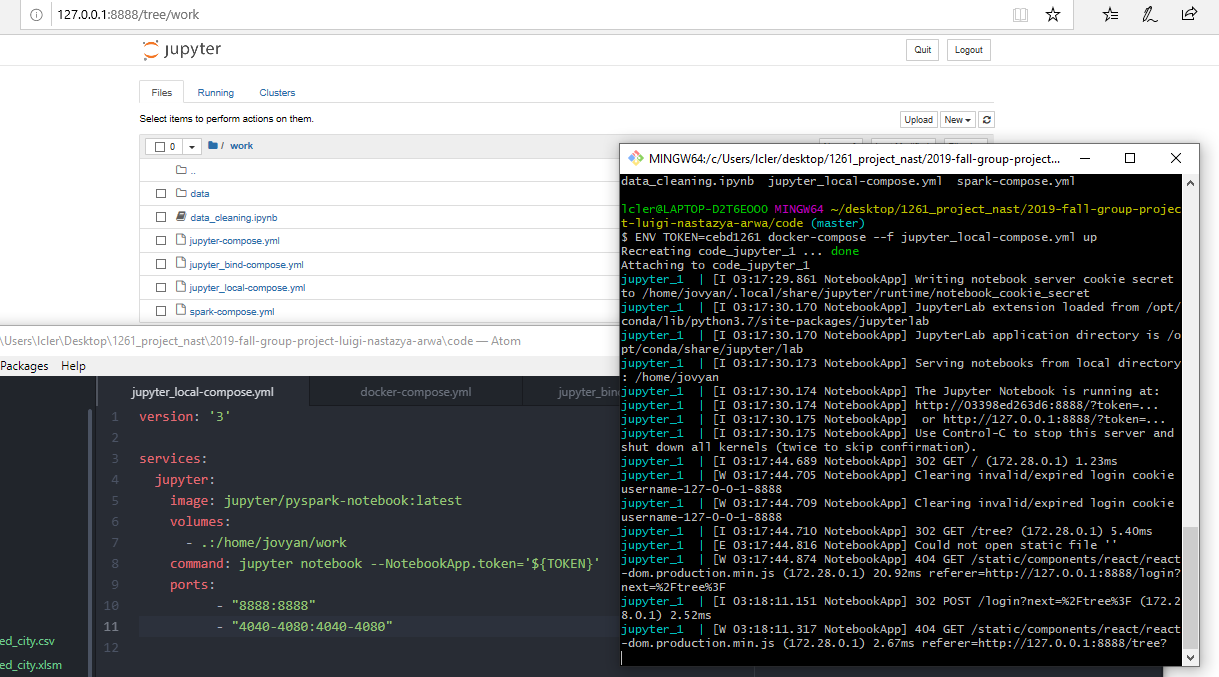 127.0.0.1:8888/tree/work
jupyter
Quit Logout
Files Running Clusters
Select items to perform actions on them.
Upload New
0 / work
..
data
data_cleaning.ipynb
jupyter-compose.yml
jupyter_bind-compose.yml
jupyter_local-compose.yml
spark-compose.yml
\Users\lcler\Desktop\1261_project_nast\2019-fall-group-project-luigi-nastazya-arwa\code — Atom
Packages Help
jupyter_local-compose.yml docker-compose.yml jupyter_bin
1 version: '3'
2
3 services:
4 jupyter:
5 image: jupyter/pyspark-notebook:latest
6 volumes:
7 - .:/home/jovyan/work
8 command: jupyter notebook --NotebookApp.token='${TOKEN}'
9 ports:
10 - "8888:8888"
11 - "4040-4080:4040-4080"
12
ed_city.csv
ed_city.xlsm
MINGW64:/c/Users/lcler/desktop/1261_project_nast/2019-fall-group-project...
data_cleaning.ipynb jupyter_local-compose.yml spark-compose.yml
lcler@LAPTOP-D2T6EOOO MINGW64 ~/desktop/1261_project_nast/2019-fall-group-projec
t-luigi-nastazya-arwa/code (master)
$ ENV TOKEN=cebd1261 docker-compose --f jupyter_local-compose.yml up
Recreating code_jupyter_1 ... done
Attaching to code_jupyter_1
jupyter_1 | [I 03:17:29.861 NotebookApp] Writing notebook server cookie secret
to /home/jovyan/.local/share/jupyter/runtime/notebook_cookie_secret
jupyter_1 | [I 03:17:30.170 NotebookApp] JupyterLab extension loaded from /opt/
conda/lib/python3.7/site-packages/jupyterlab
jupyter_1 | [I 03:17:30.170 NotebookApp] JupyterLab application directory is /o
pt/conda/share/jupyter/lab
jupyter_1 | [I 03:17:30.173 NotebookApp] Serving notebooks from local directory
: /home/jovyan
jupyter_1 | [I 03:17:30.174 NotebookApp] The Jupyter Notebook is running at:
jupyter_1 | [I 03:17:30.174 NotebookApp] http://03398ed263d6:8888/?token=...
jupyter_1 | [I 03:17:30.175 NotebookApp] or http://127.0.0.1:8888/?token=...
jupyter_1 | [I 03:17:30.175 NotebookApp] Use Control-C to stop this server and
shut down all kernels (twice to skip confirmation).
jupyter_1 | [I 03:17:44.689 NotebookApp] 302 GET / (172.28.0.1) 1.23ms
jupyter_1 | [W 03:17:44.705 NotebookApp] Clearing invalid/expired login cookie
username-127-0-0-1-8888
jupyter_1 | [W 03:17:44.709 NotebookApp] Clearing invalid/expired login cookie
username-127-0-0-1-8888
jupyter_1 | [I 03:17:44.710 NotebookApp] 302 GET /tree? (172.28.0.1) 5.40ms
jupyter_1 | [E 03:17:44.816 NotebookApp] Could not open static file ''
jupyter_1 | [W 03:17:44.874 NotebookApp] 404 GET /static/components/react/react
-dom.production.min.js (172.28.0.1) 20.92ms referer=http://127.0.0.1:8888/login?
next=%2Ftree%3F
jupyter_1 | [I 03:18:11.151 NotebookApp] 302 POST /login?next=%2Ftree%3F (172.2
8.0.1) 2.52ms
jupyter_1 | [W 03:18:11.317 NotebookApp] 404 GET /static/components/react/react
-dom.production.min.js (172.28.0.1) 2.67ms referer=http://127.0.0.1:8888/tree?